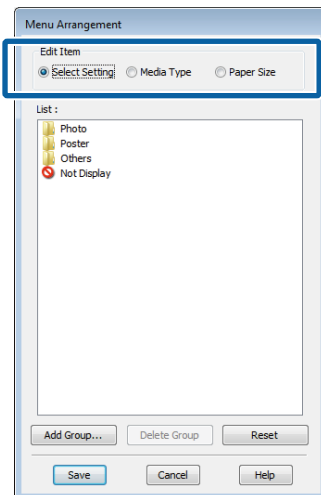 Menu Arrangement
Edit Item
Select Setting Media Type Paper Size
List :
Photo
Poster
Others
Not Display
Add Group... Delete Group Reset
Save Cancel Help